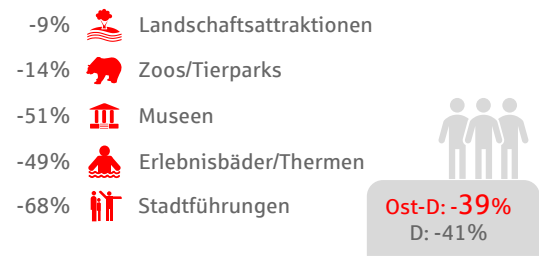 -9% Landschaftsattraktionen
-14% Zoos/Tierparks
-51% Museen
-49% Erlebnisbäder/Thermen
-68% Stadtführungen
Ost-D: -39%
D: -41%